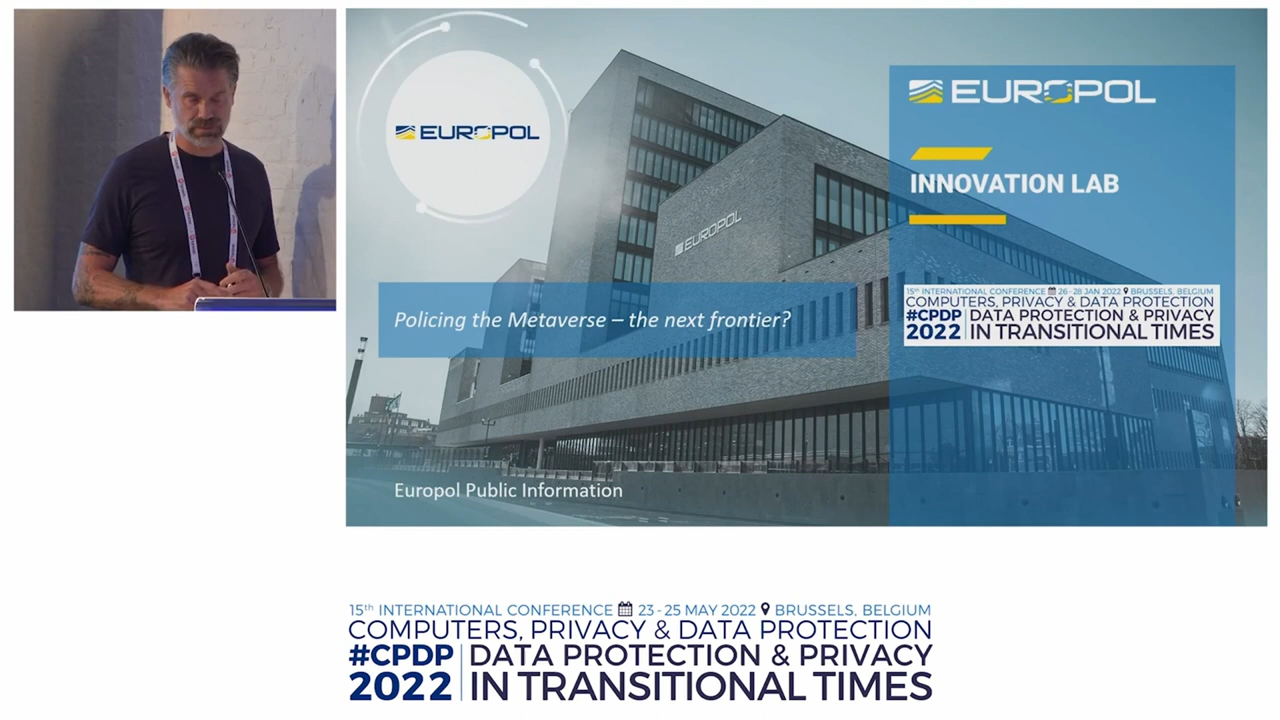 EUROPOL
EUROPOL
INNOVATION LAB
EUROPOL
15th INTERNATIONAL CONFERENCE 26-28 JAN 2022 BRUSSELS, BELGIUM
COMPUTERS, PRIVACY & DATA PROTECTION
#CPDP DATA PROTECTION & PRIVACY
2022 IN TRANSITIONAL TIMES
Policing the Metaverse – the next frontier?
Europol Public Information
15th INTERNATIONAL CONFERENCE 23-25 MAY 2022 BRUSSELS, BELGIUM
COMPUTERS, PRIVACY & DATA PROTECTION
#CPDP DATA PROTECTION & PRIVACY
2022 IN TRANSITIONAL TIMES